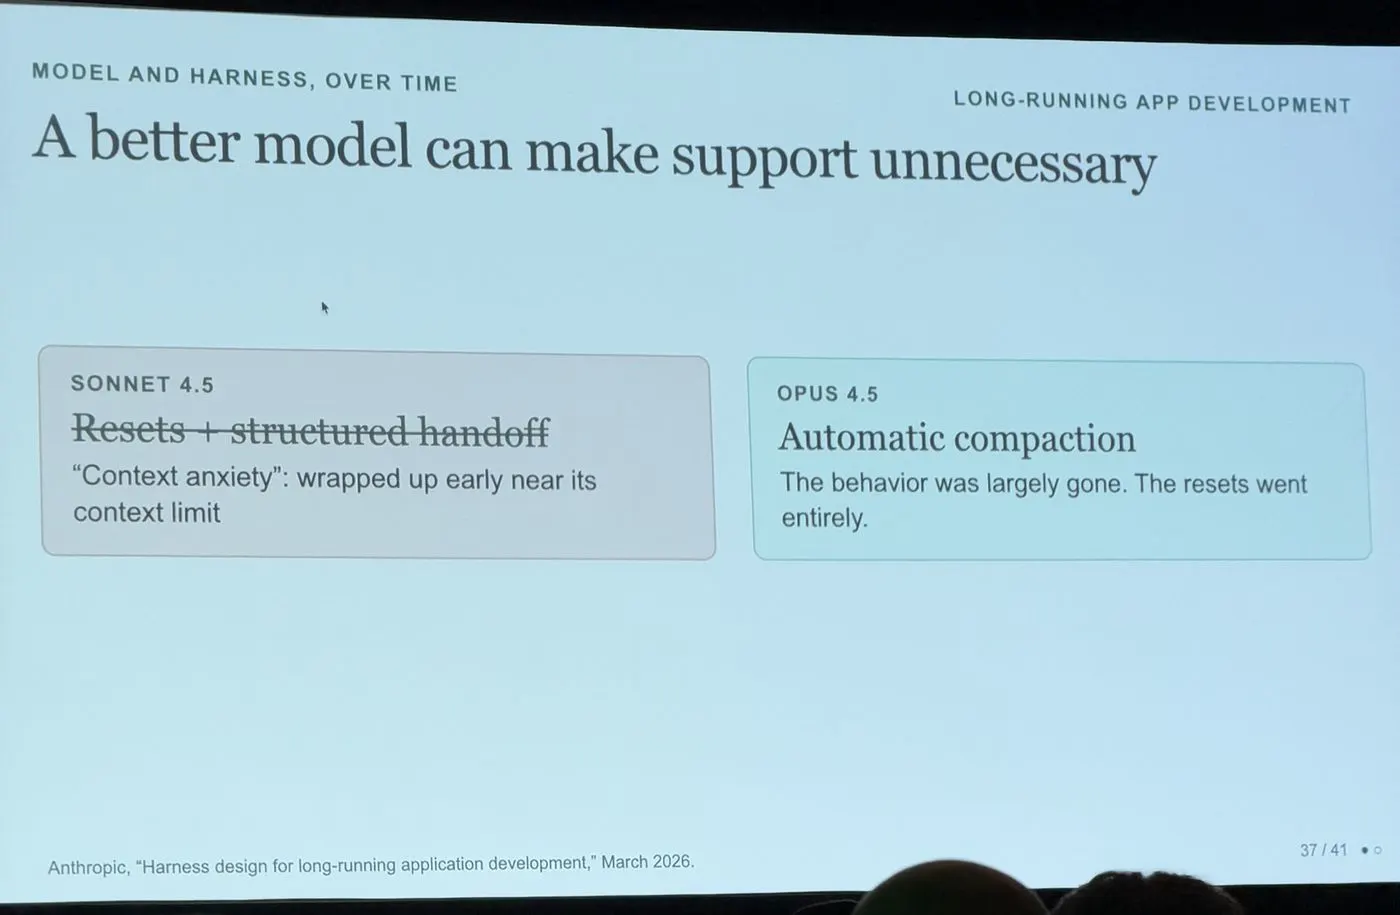 MODEL AND HARNESS, OVER TIME
LONG-RUNNING APP DEVELOPMENT
A better model can make support unnecessary
SONNET 4.5
Resets + structured handoff
“Context anxiety”: wrapped up early near its
context limit
OPUS 4.5
Automatic compaction
The behavior was largely gone. The resets went
entirely.
Anthropic, “Harness design for long-running application development,” March 2026.
37 / 41